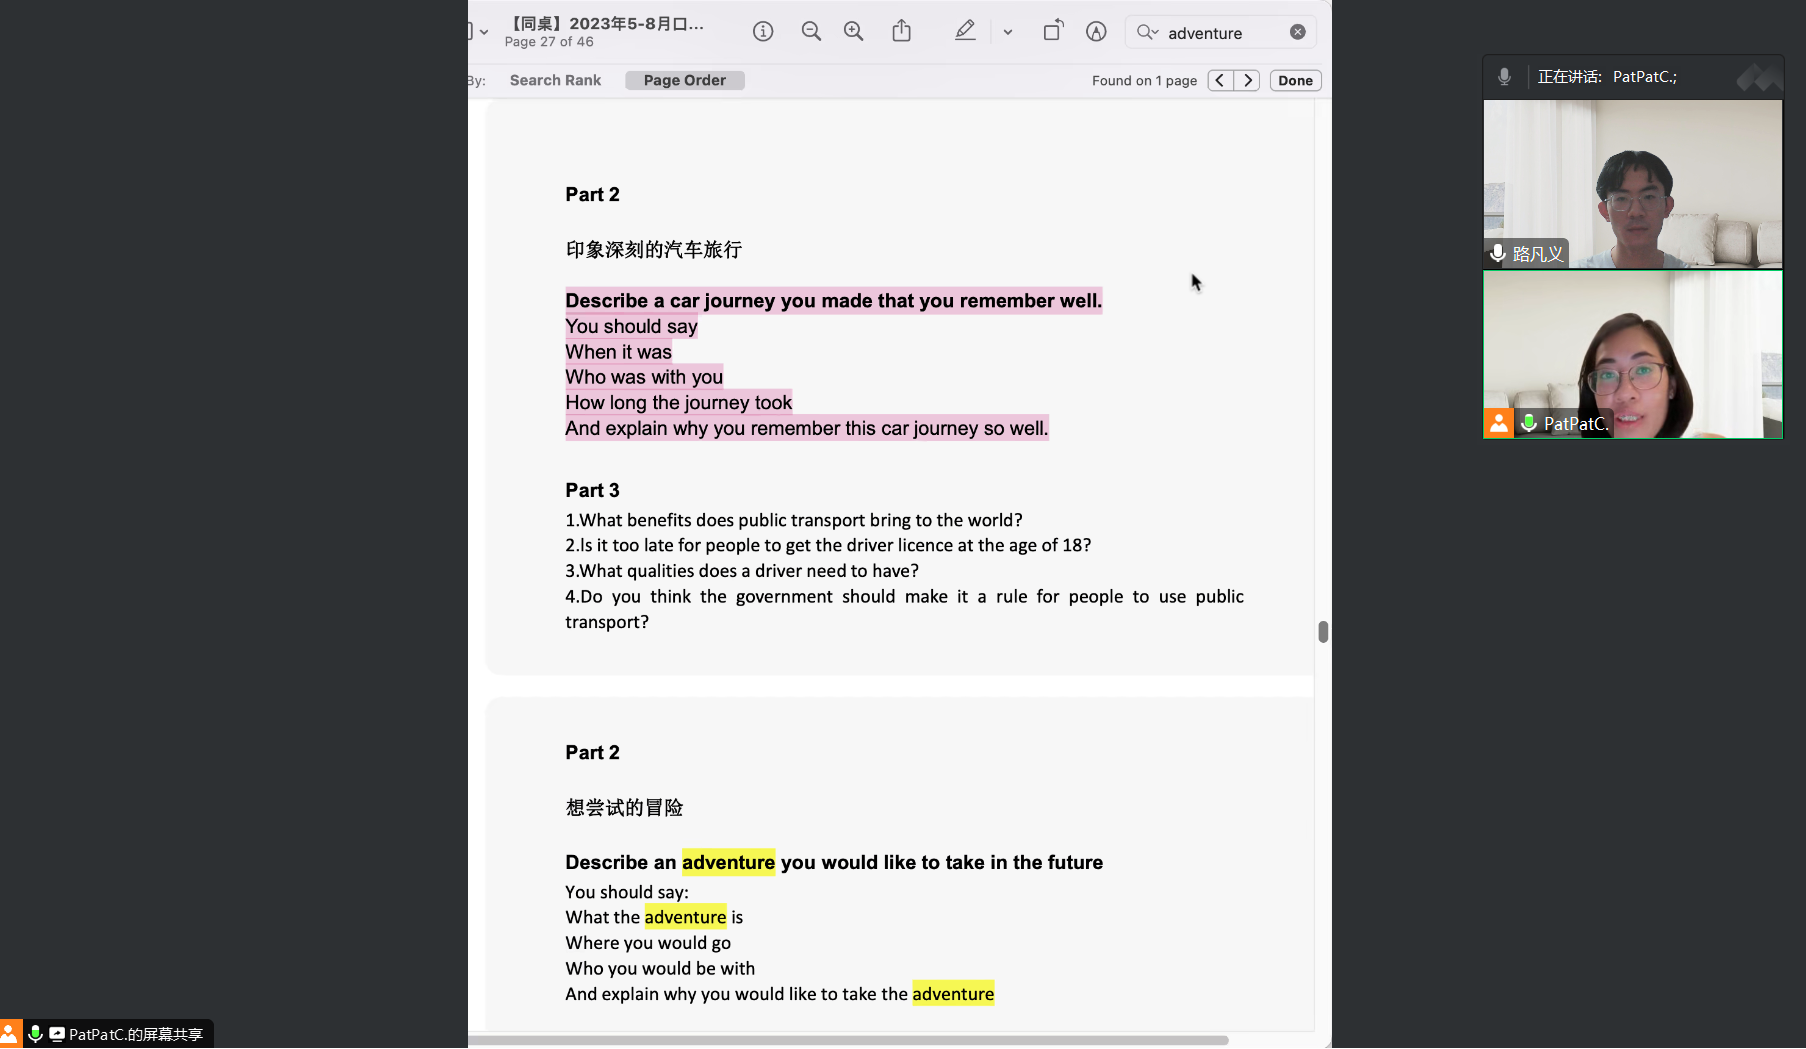 【同桌】2023年5-8月口...
Page 27 of 46
adventure
By:
Search Rank
Page Order
Found on 1 page
Done
Part 2
印象深刻的汽车旅行
Describe a car journey you made that you remember well.
You should say
When it was
Who was with you
How long the journey took
And explain why you remember this car journey so well.
Part 3
1.What benefits does public transport bring to the world?
2.Is it too late for people to get the driver licence at the age of 18?
3.What qualities does a driver need to have?
4.Do you think the government should make it a rule for people to use public
transport?
Part 2
想尝试的冒险
Describe an adventure you would like to take in the future
You should say:
What the adventure is
Where you would go
Who you would be with
And explain why you would like to take the adventure
正在讲话: PatPatC.;
路凡义
PatPatC.
PatPatC.的屏幕共享